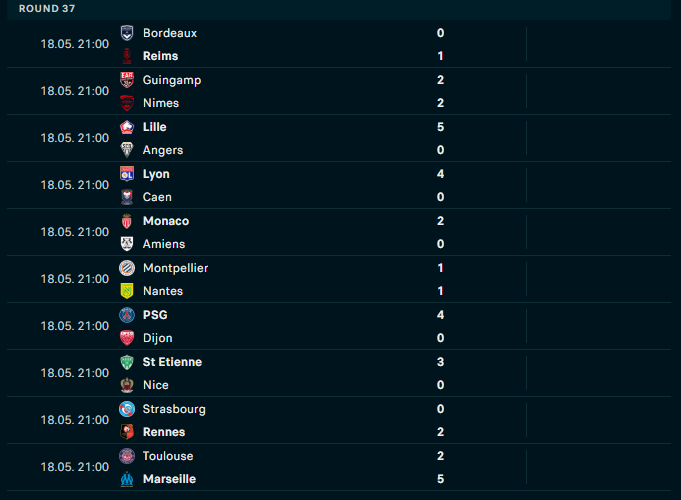 ROUND 37
18.05. 21:00
Bordeaux 0
Reims 1
18.05. 21:00
Guingamp 2
Nimes 2
18.05. 21:00
Lille 5
Angers 0
18.05. 21:00
Lyon 4
Caen 0
18.05. 21:00
Monaco 2
Amiens 0
18.05. 21:00
Montpellier 1
Nantes 1
18.05. 21:00
PSG 4
Dijon 0
18.05. 21:00
St Etienne 3
Nice 0
18.05. 21:00
Strasbourg 0
Rennes 2
18.05. 21:00
Toulouse 2
Marseille 5